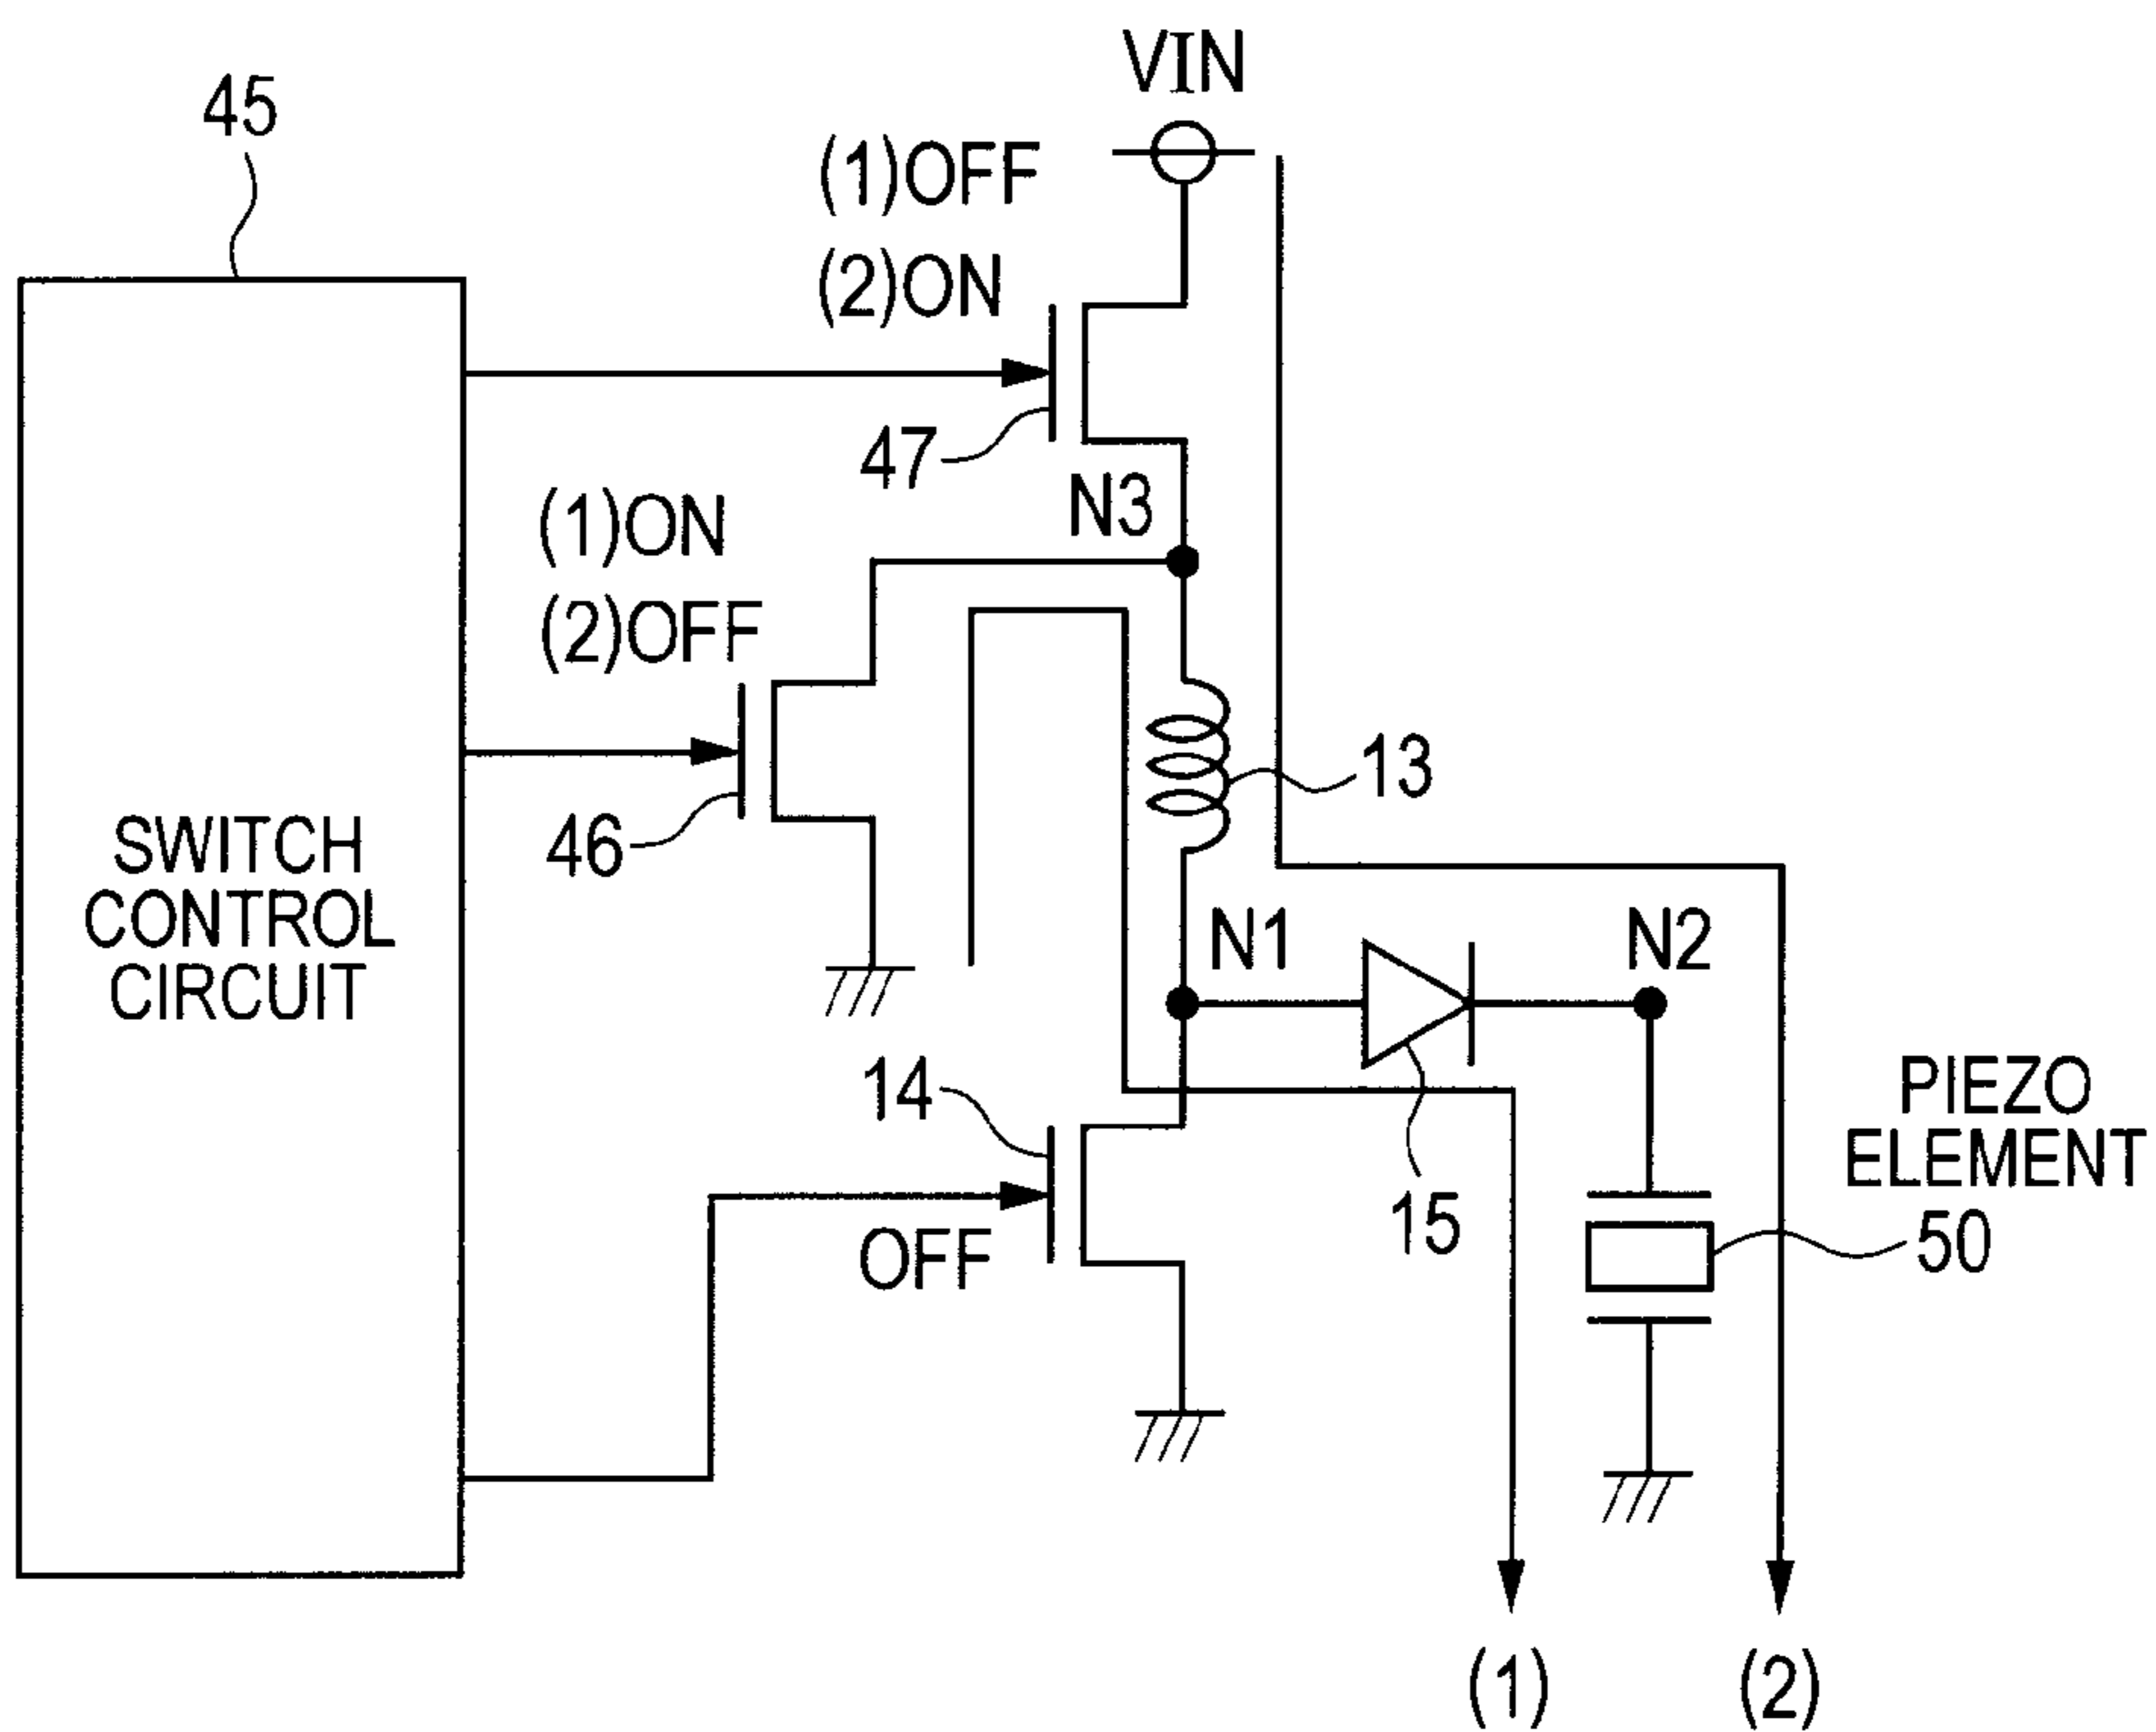 VIN
45
(1)OFF
(2)ON
47
N3
(1)ON
(2)OFF
13
46
SWITCH
CONTROL
CIRCUIT
N1
N2
14
PIEZO
ELEMENT
15
50
OFF
(1)
(2)